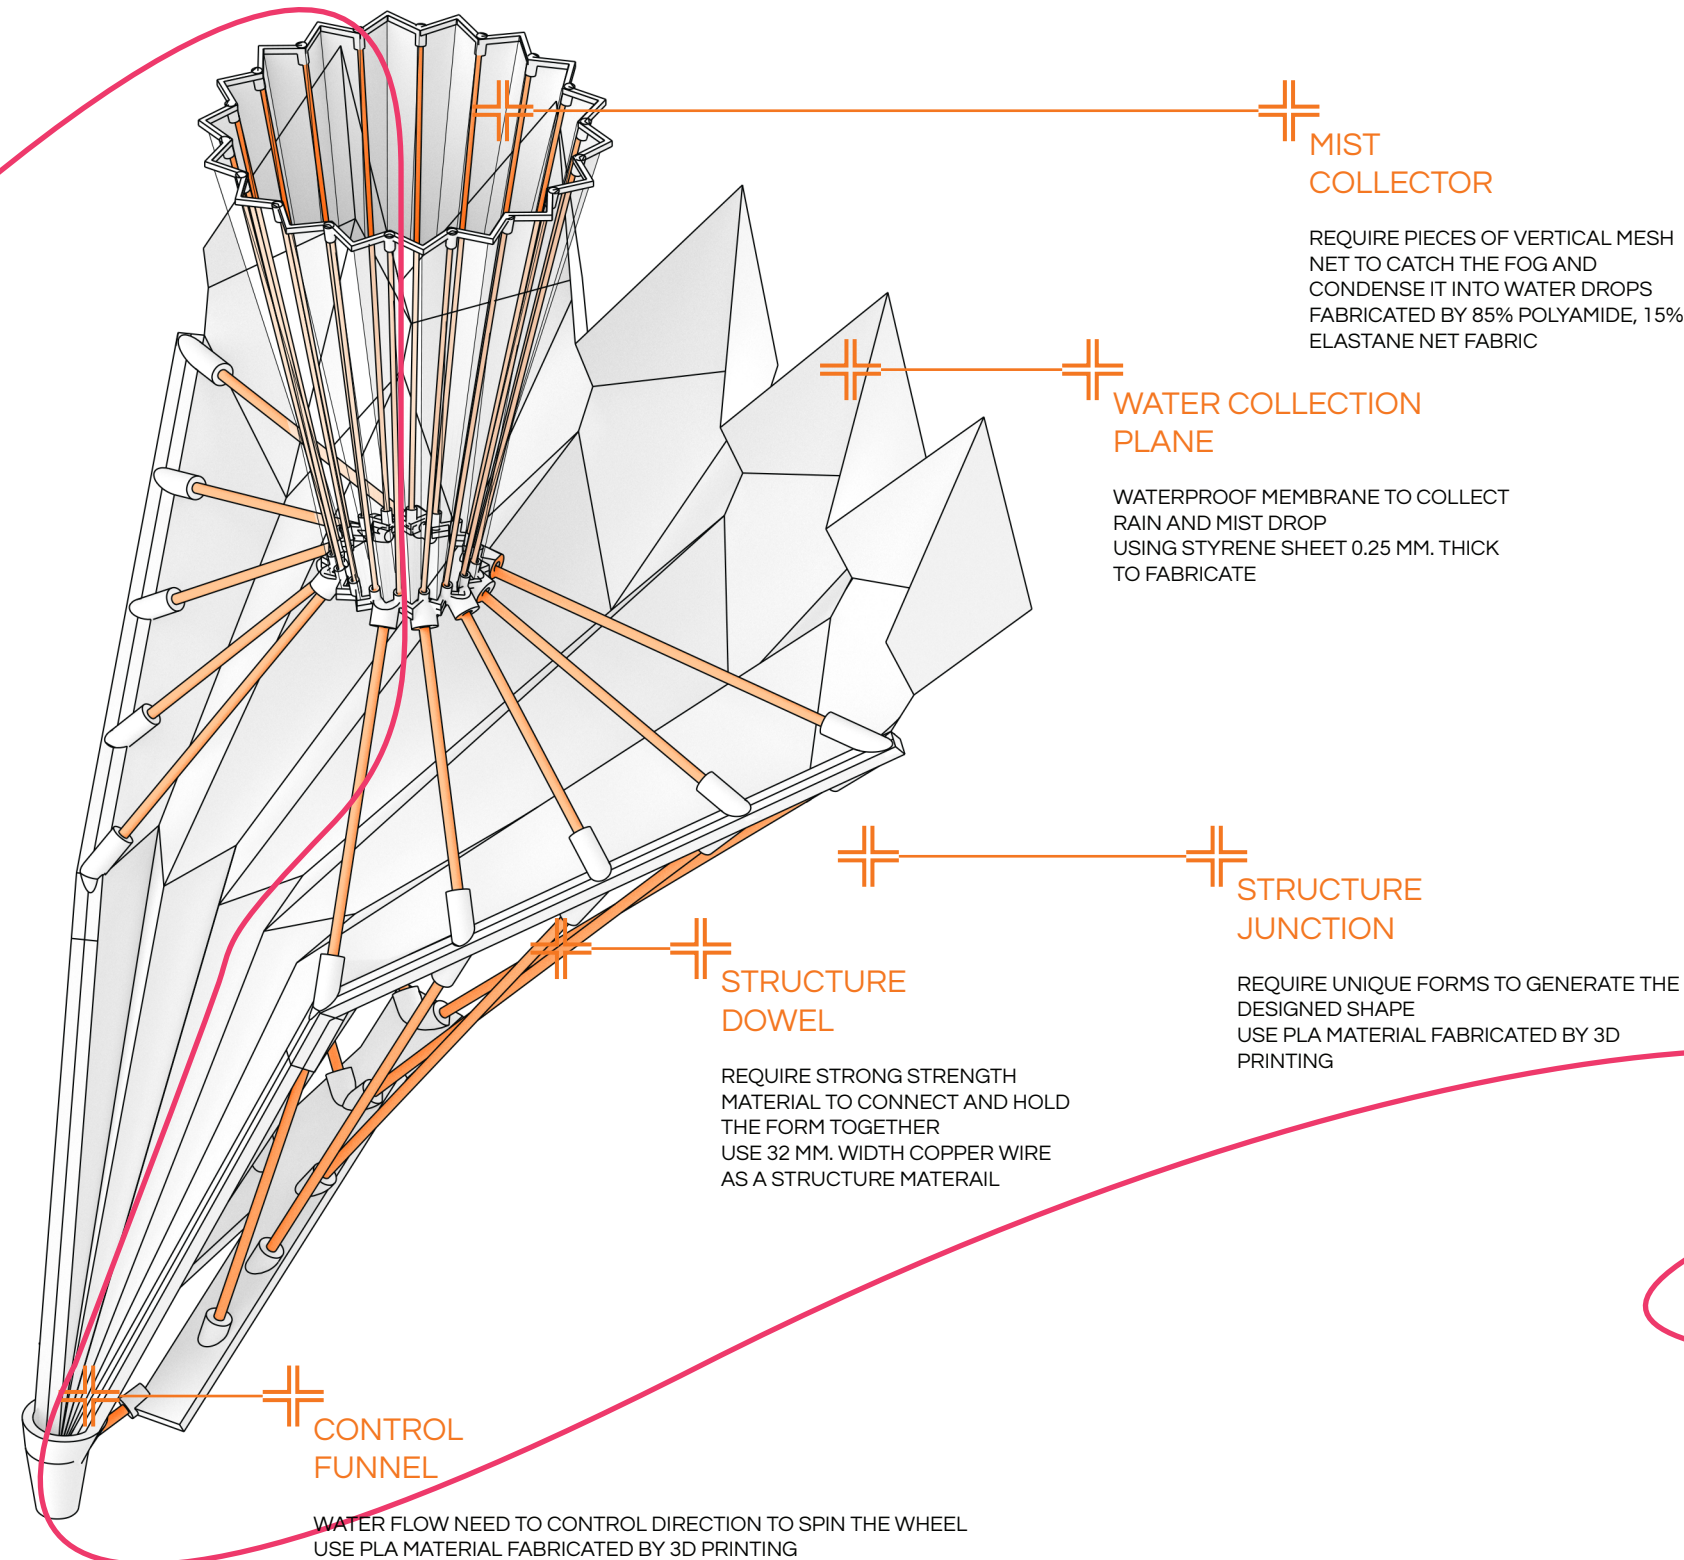 MIST
COLLECTOR
REQUIRE PIECES OF VERTICAL MESH
NET TO CATCH THE FOG AND
CONDENSE IT INTO WATER DROPS
FABRICATED BY 85% POLYAMIDE, 15%
ELASTANE NET FABRIC
WATER COLLECTION
PLANE
WATERPROOF MEMBRANE TO COLLECT
RAIN AND MIST DROP
USING STYRENE SHEET 0.25 MM. THICK
TO FABRICATE
STRUCTURE
JUNCTION
REQUIRE UNIQUE FORMS TO GENERATE THE
DESIGNED SHAPE
USE PLA MATERIAL FABRICATED BY 3D
PRINTING
STRUCTURE
DOWEL
REQUIRE STRONG STRENGTH
MATERIAL TO CONNECT AND HOLD
THE FORM TOGETHER
USE 32 MM. WIDTH COPPER WIRE
AS A STRUCTURE MATERAIL
CONTROL
FUNNEL
WATER FLOW NEED TO CONTROL DIRECTION TO SPIN THE WHEEL
USE PLA MATERIAL FABRICATED BY 3D PRINTING